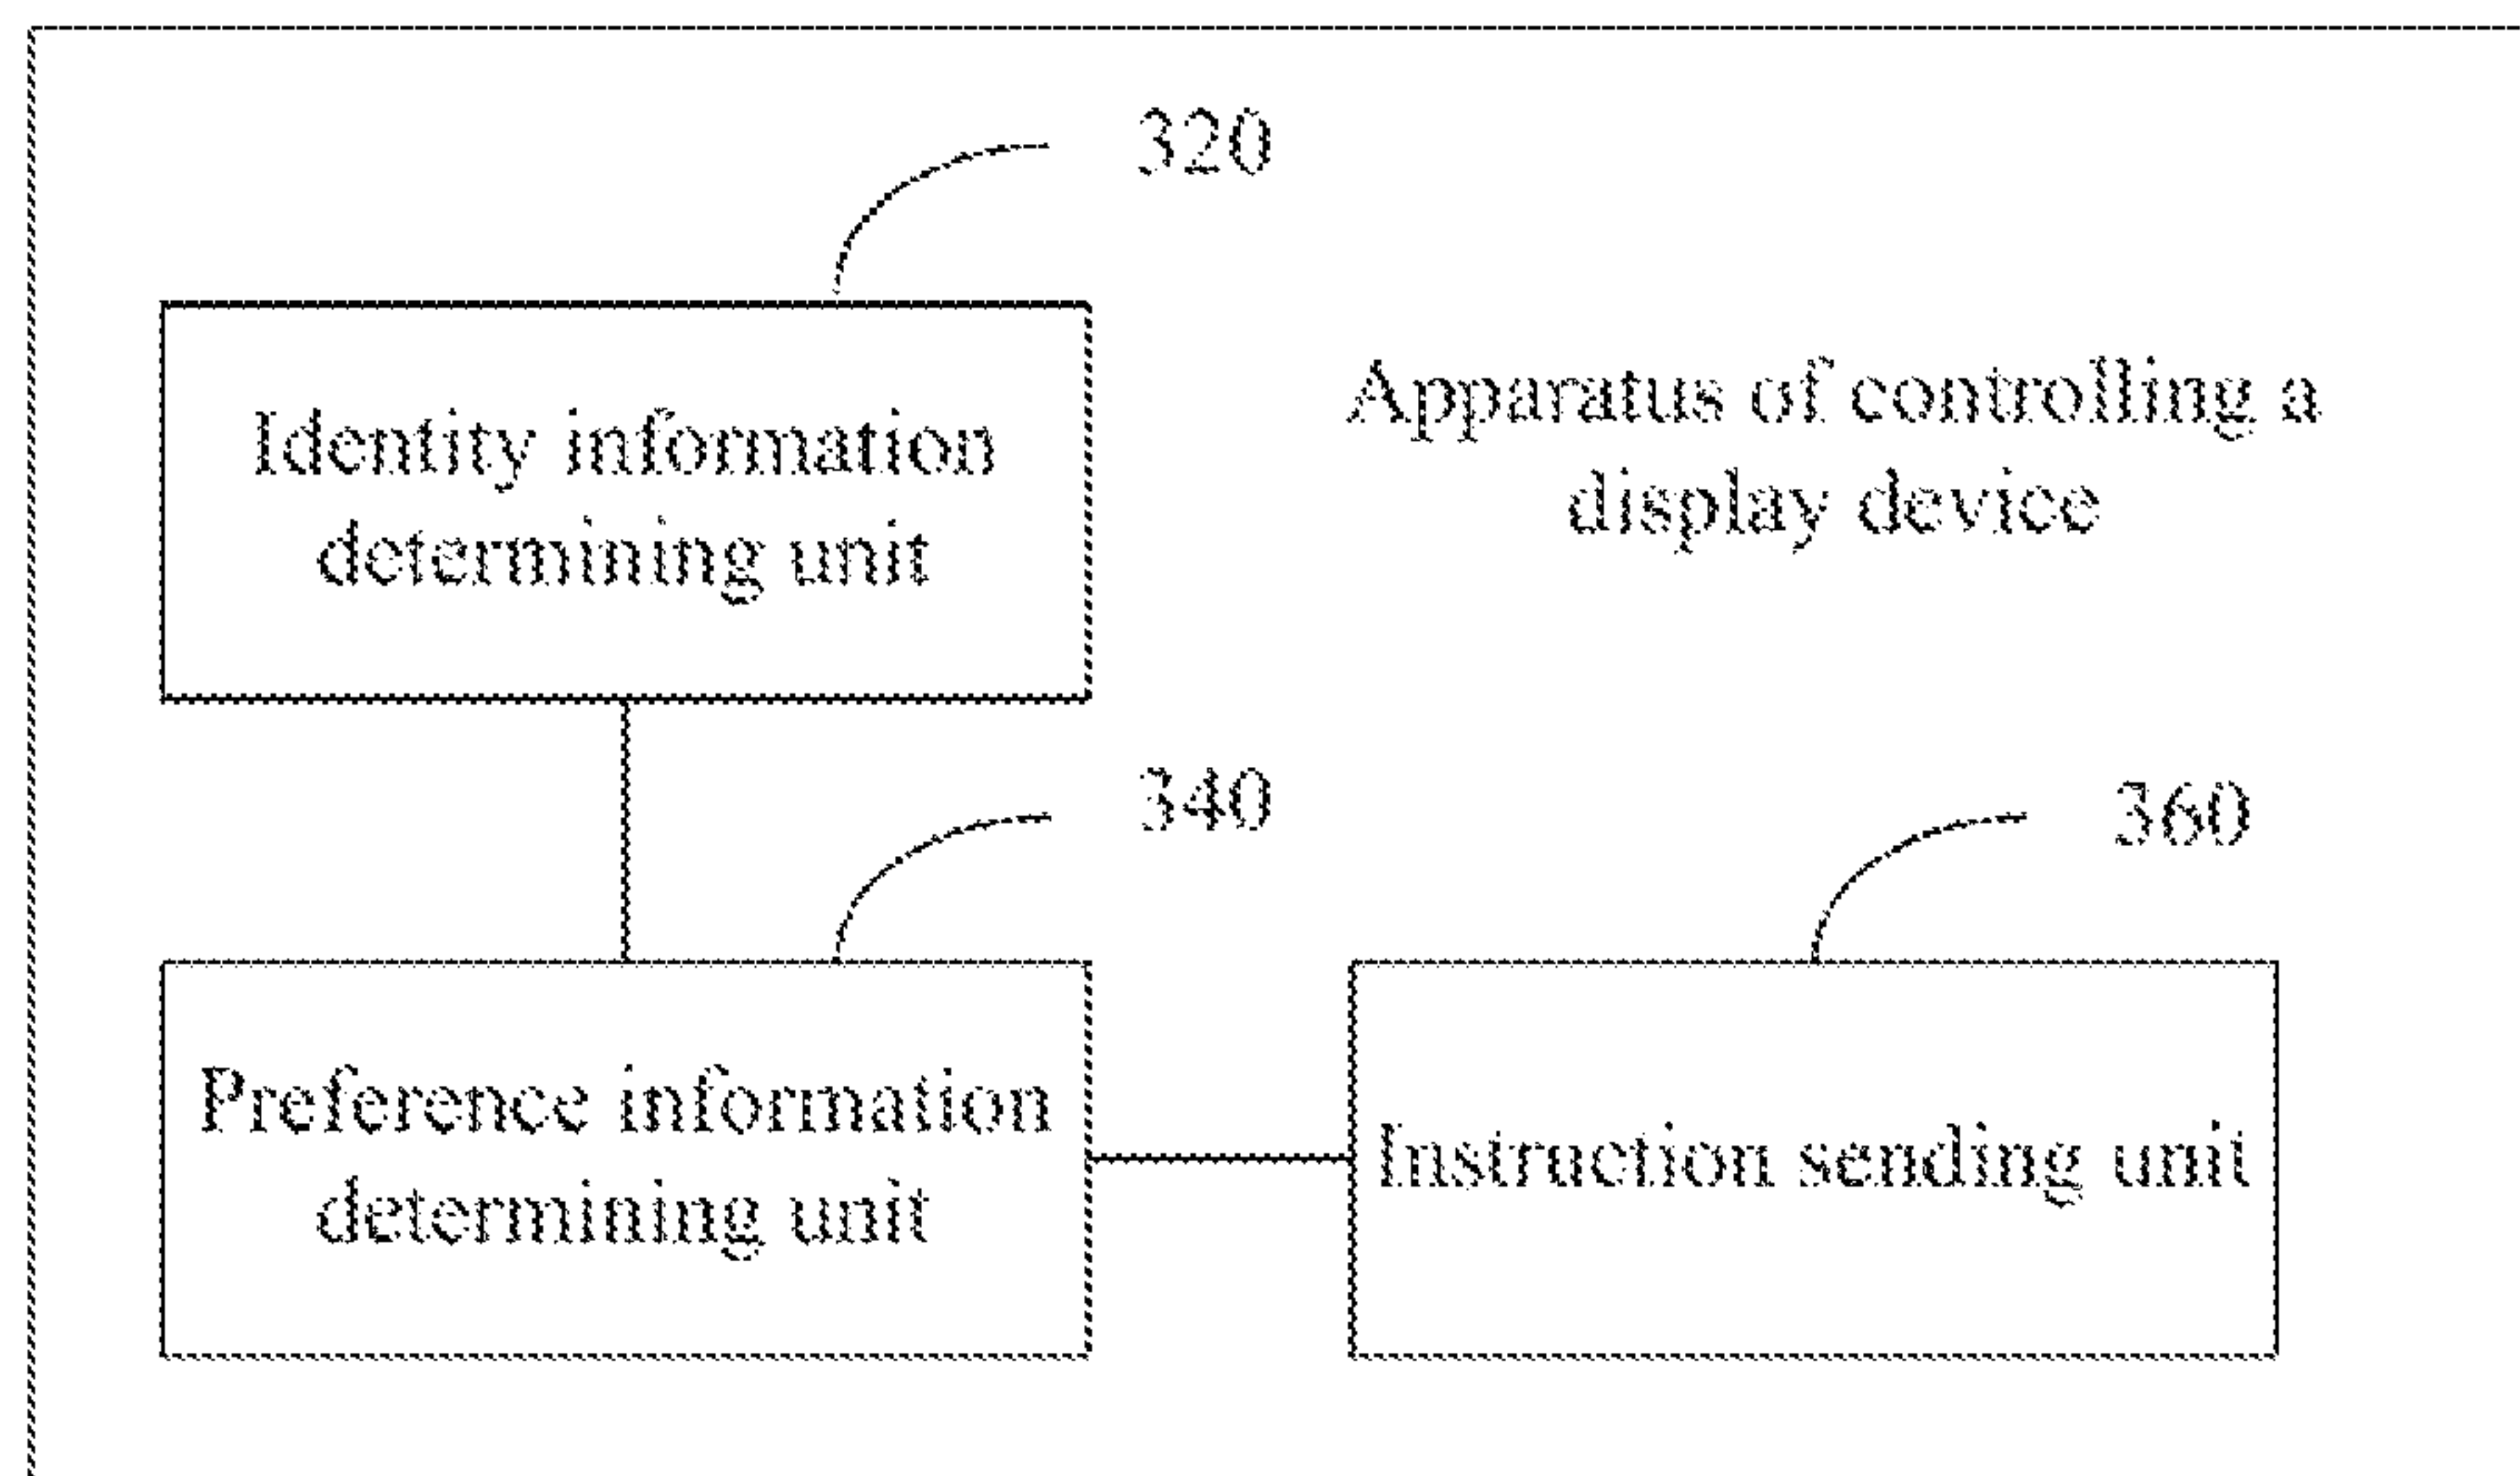 320
Identity information
determining unit
Apparatus of controlling a
display device
340
360
Preference information
determining unit
Instruction sending unit